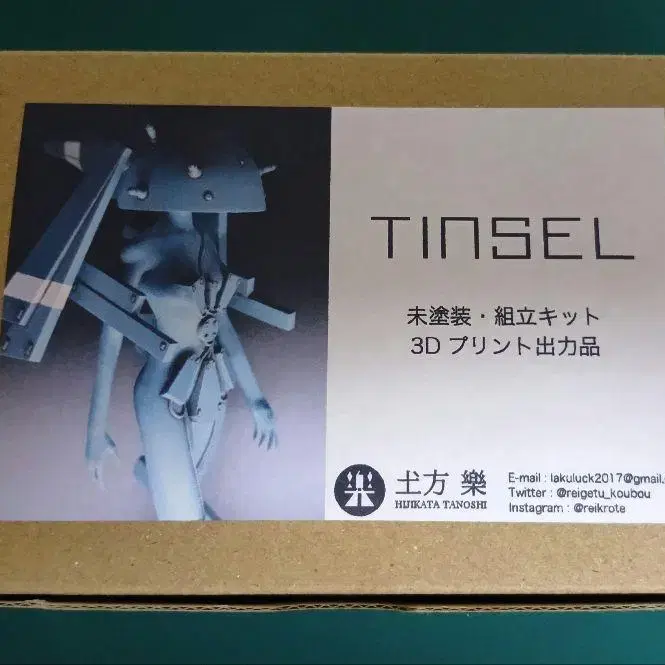 TINSEL
未塗装・組立キット
3D プリント出力品
土方 樂
HIJIKATA TANOSHI
E-mail : lakuluck2017@gmail.
Twitter : @reigetu_koubou
Instagram : @reikrote